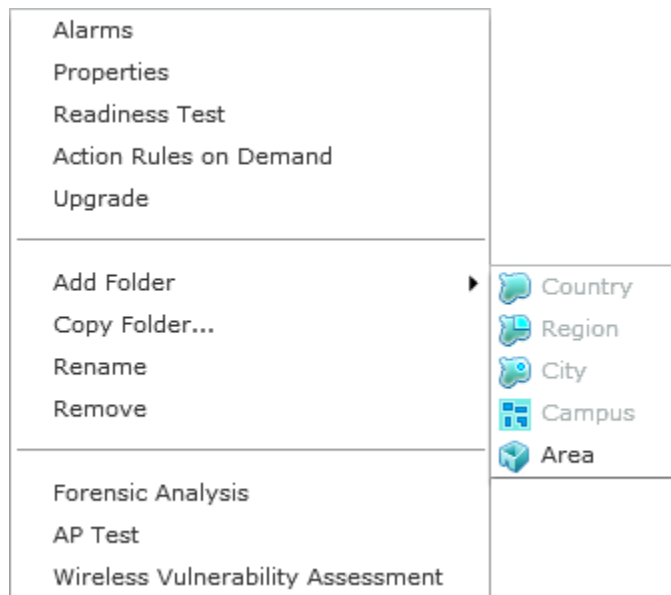 Alarms
Properties
Readiness Test
Action Rules on Demand
Upgrade
Add Folder
Copy Folder...
Rename
Remove
Forensic Analysis
AP Test
Wireless Vulnerability Assessment
Country
Region
City
Campus
Area